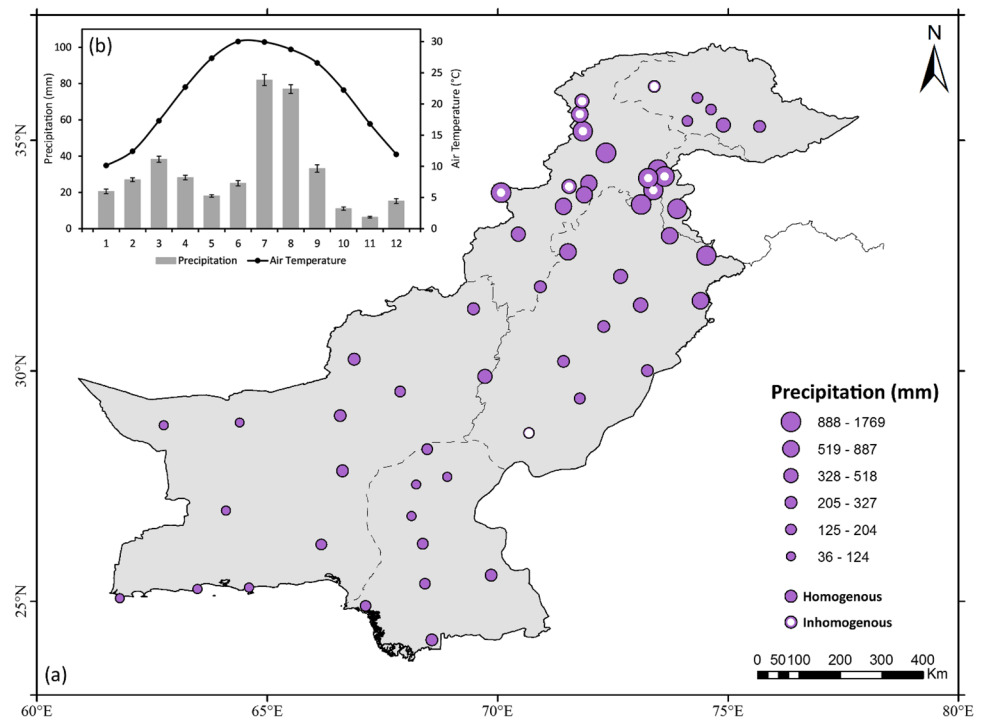 (b)
Precipitation (mm)
100
80
60
40
20
0
30
25
20
15
10
5
0
Air Temperature (°C)
1 2 3 4 5 6 7 8 9 10 11 12
Precipitation Air Temperature
N
35°N
30°N
25°N
Precipitation (mm)
888 - 1769
519 - 887
328 - 518
205 - 327
125 - 204
36 - 124
Homogenous
Inhomogenous
0 50 100 200 300 400
Km
(a)
60°E 65°E 70°E 75°E 80°E